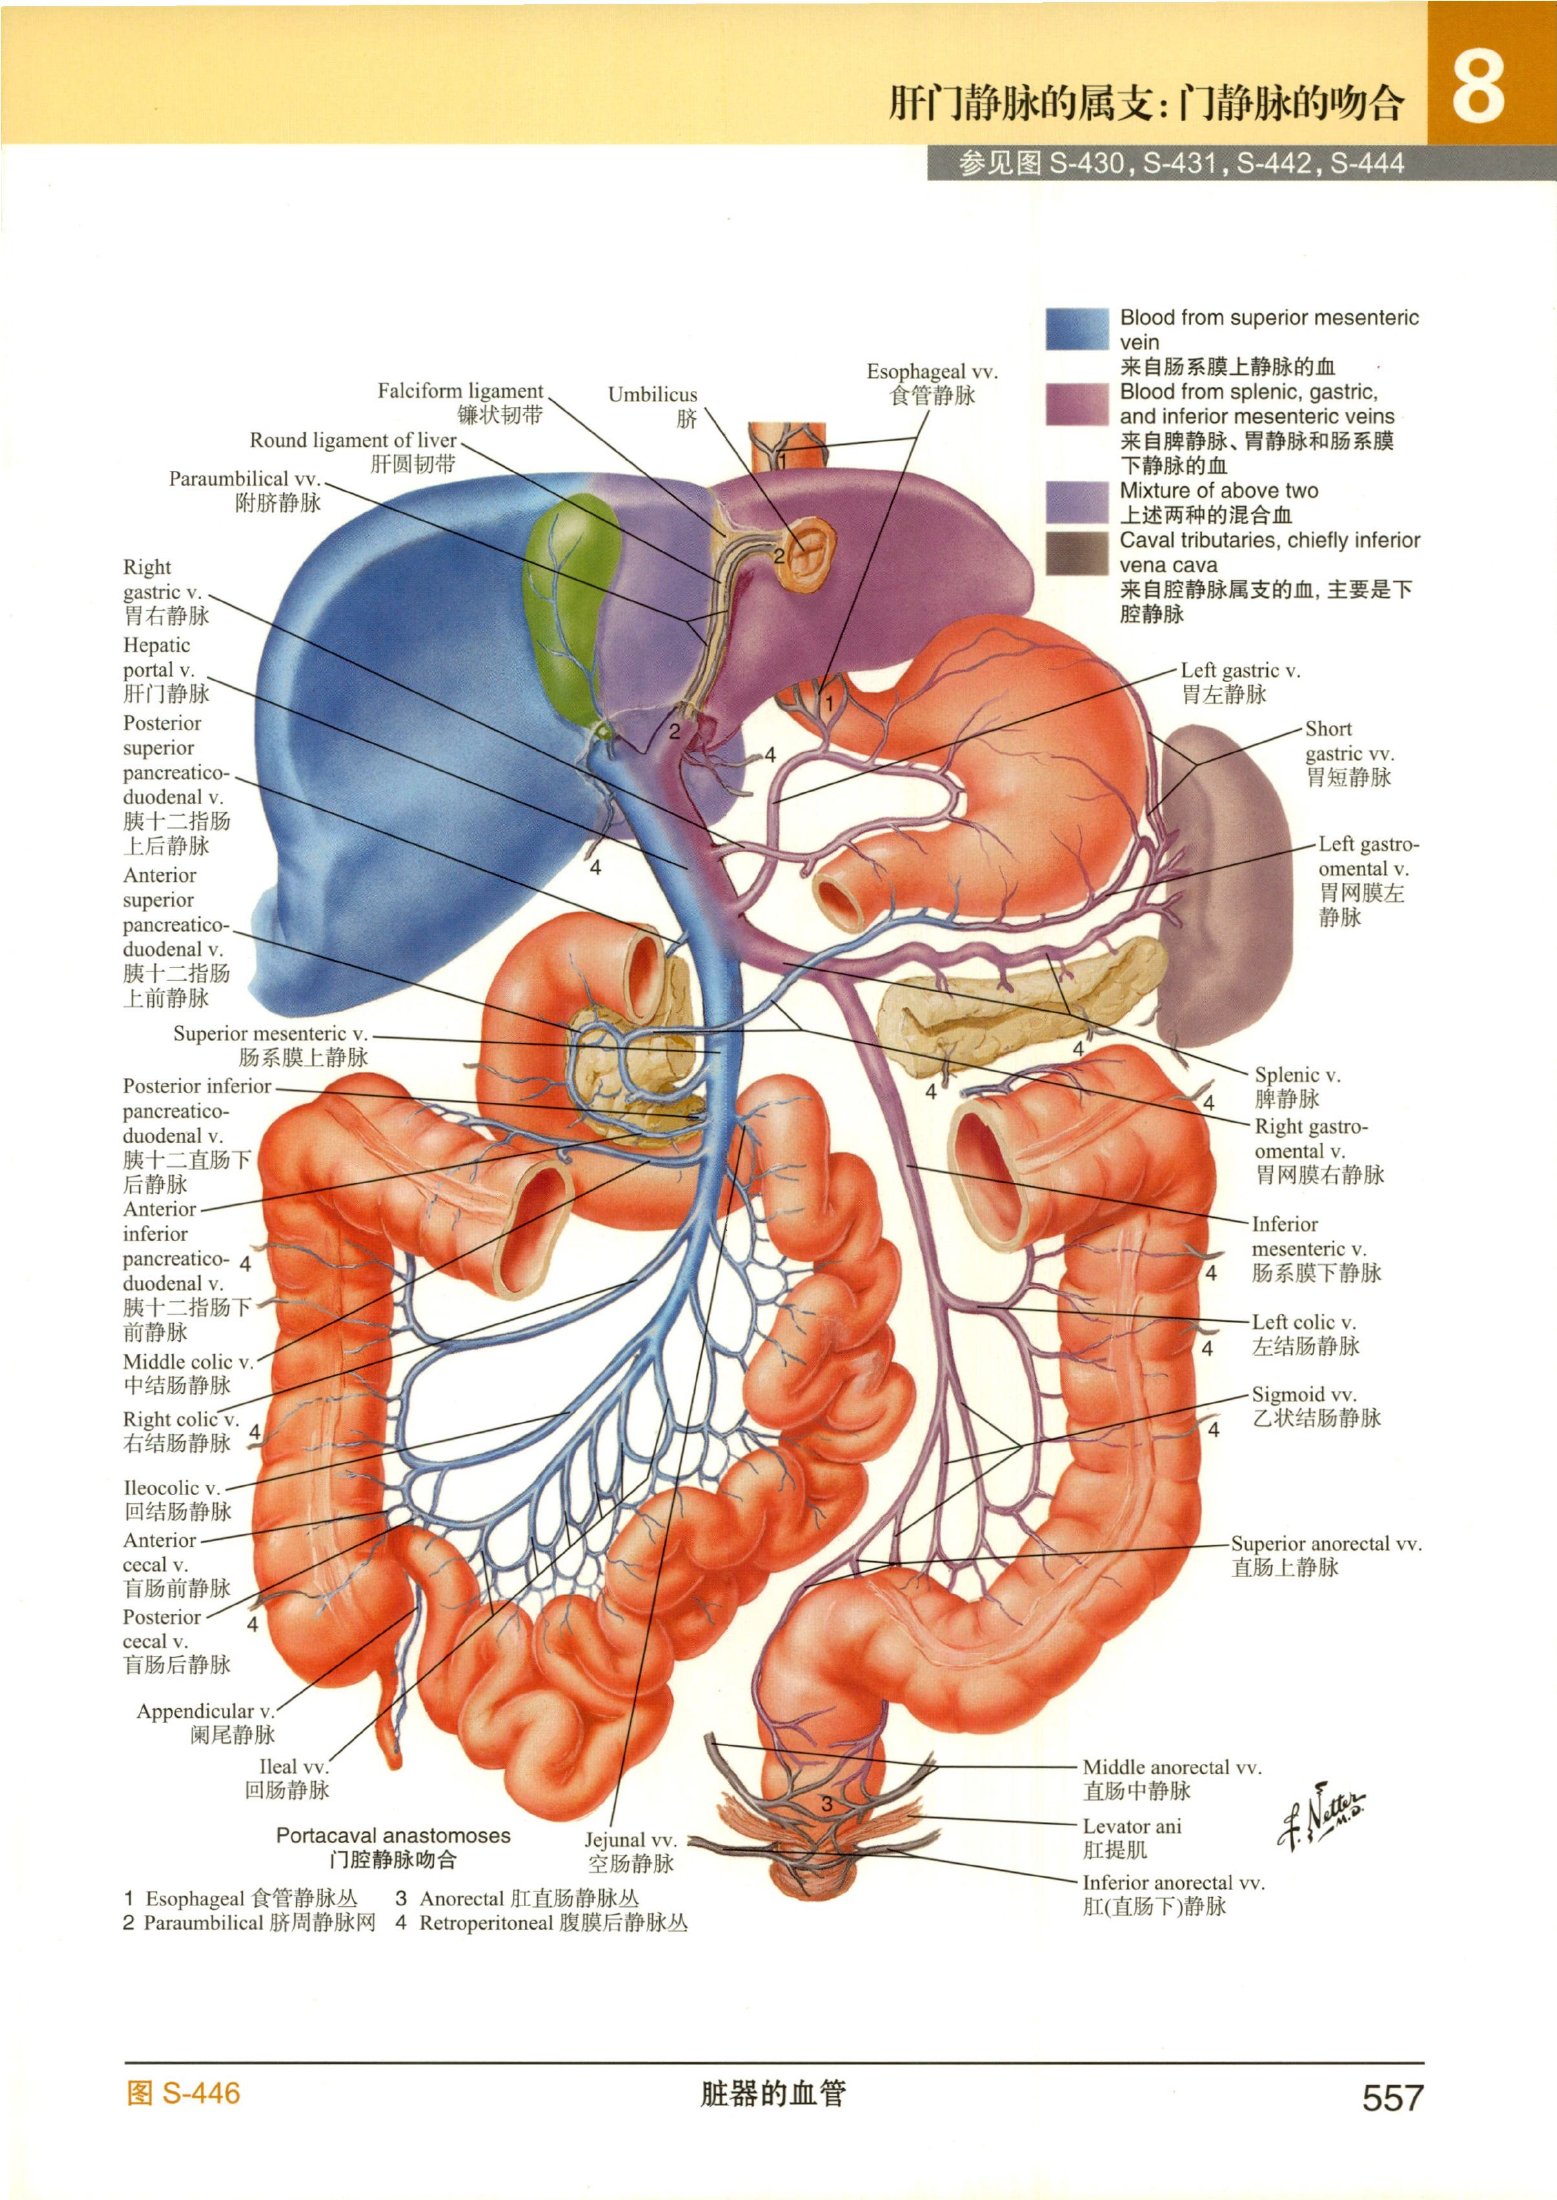 肝门静脉的属支：门静脉的吻合
8
参见图 S-430, S-431, S-442, S-444
Blood from superior mesenteric
vein
来自肠系膜上静脉的血
Blood from splenic, gastric,
and inferior mesenteric veins
来自脾静脉、胃静脉和肠系膜
下静脉的血
Mixture of above two
上述两种的混合血
Caval tributaries, chiefly inferior
vena cava
来自腔静脉属支的血, 主要是下
腔静脉
Esophageal vv.
食管静脉
Umbilicus
脐
Falciform ligament
镰状韧带
Round ligament of liver
肝圆韧带
Paraumbilical vv.
附脐静脉
Right
gastric v.
胃右静脉
Hepatic
portal v.
肝门静脉
Posterior
superior
pancreatico-
duodenal v.
胰十二指肠
上后静脉
Anterior
superior
pancreatico-
duodenal v.
胰十二指肠
上前静脉
Superior mesenteric v.
肠系膜上静脉
Posterior inferior
pancreatico-
duodenal v.
胰十二直肠下
后静脉
Anterior
inferior
pancreatico-
duodenal v.
胰十二指肠下
前静脉
Middle colic v.
中结肠静脉
Right colic v.
右结肠静脉
Ileocolic v.
回结肠静脉
Anterior
cecal v.
盲肠前静脉
Posterior
cecal v.
盲肠后静脉
Appendicular v.
阑尾静脉
Ileal vv.
回肠静脉
Jejunal vv.
空肠静脉
Left gastric v.
胃左静脉
Short
gastric vv.
胃短静脉
Left gastro-
omental v.
胃网膜左
静脉
Splenic v.
脾静脉
Right gastro-
omental v.
胃网膜右静脉
Inferior
mesenteric v.
肠系膜下静脉
Left colic v.
左结肠静脉
Sigmoid vv.
乙状结肠静脉
Superior anorectal vv.
直肠上静脉
Middle anorectal vv.
直肠中静脉
Levator ani
肛提肌
Inferior anorectal vv.
肛(直肠下)静脉
1
2
1
2
4
4
4
4
4
4
4
4
4
4
4
3
F. Netter
M.D.
Portacaval anastomoses
门腔静脉吻合
1 Esophageal 食管静脉丛
3 Anorectal 肛直肠静脉丛
2 Paraumbilical 脐周静脉网
4 Retroperitoneal 腹膜后静脉丛
图 S-446
脏器的血管
557